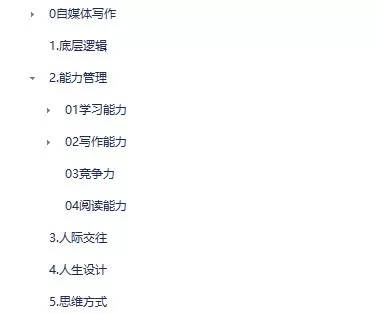 0自媒体写作
1.底层逻辑
2.能力管理
01学习能力
02写作能力
03竞争力
04阅读能力
3.人际交往
4.人生设计
5.思维方式